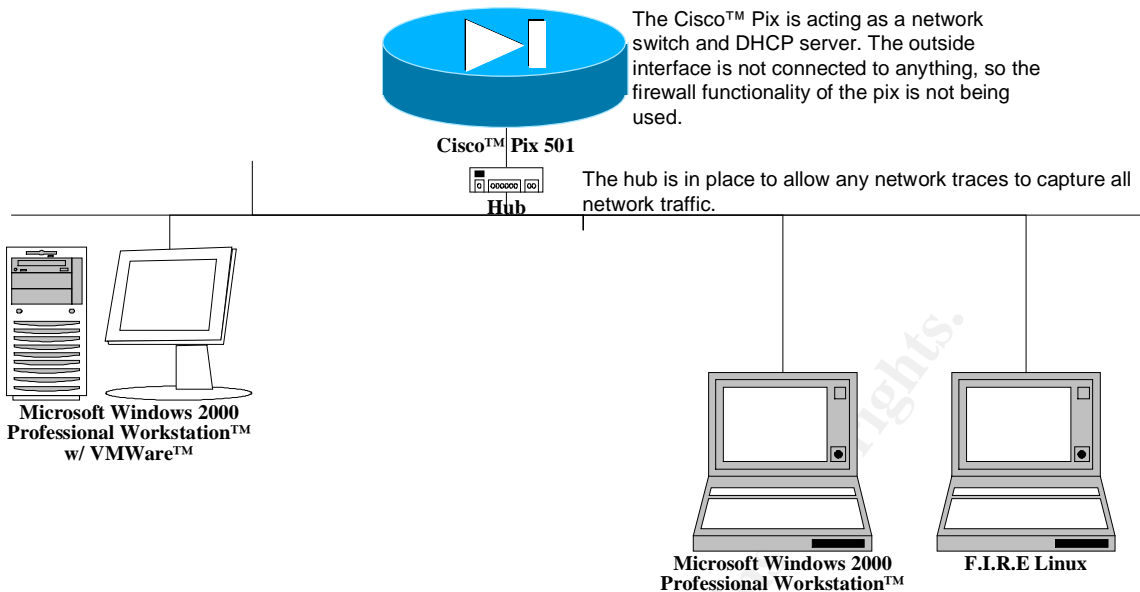 The Cisco™ Pix is acting as a network
switch and DHCP server. The outside
interface is not connected to anything, so the
firewall functionality of the pix is not being
used.
Cisco™ Pix 501
The hub is in place to allow any network traces to capture all
network traffic.
Hub
Microsoft Windows 2000
Professional Workstation™
w/ VMWare™
Microsoft Windows 2000
Professional Workstation™
F.I.R.E Linux
rights.